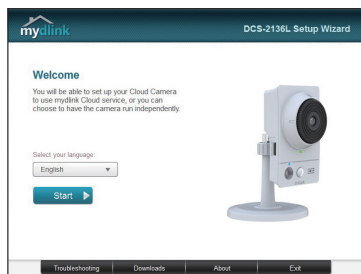 mydlink
DCS-2136L Setup Wizard
Welcome
You will be able to set up your Cloud Camera
to use mydlink Cloud service, or you can
choose to have the camera run independently.
Select your language:
English
Start
Troubleshooting
Downloads
About
Exit